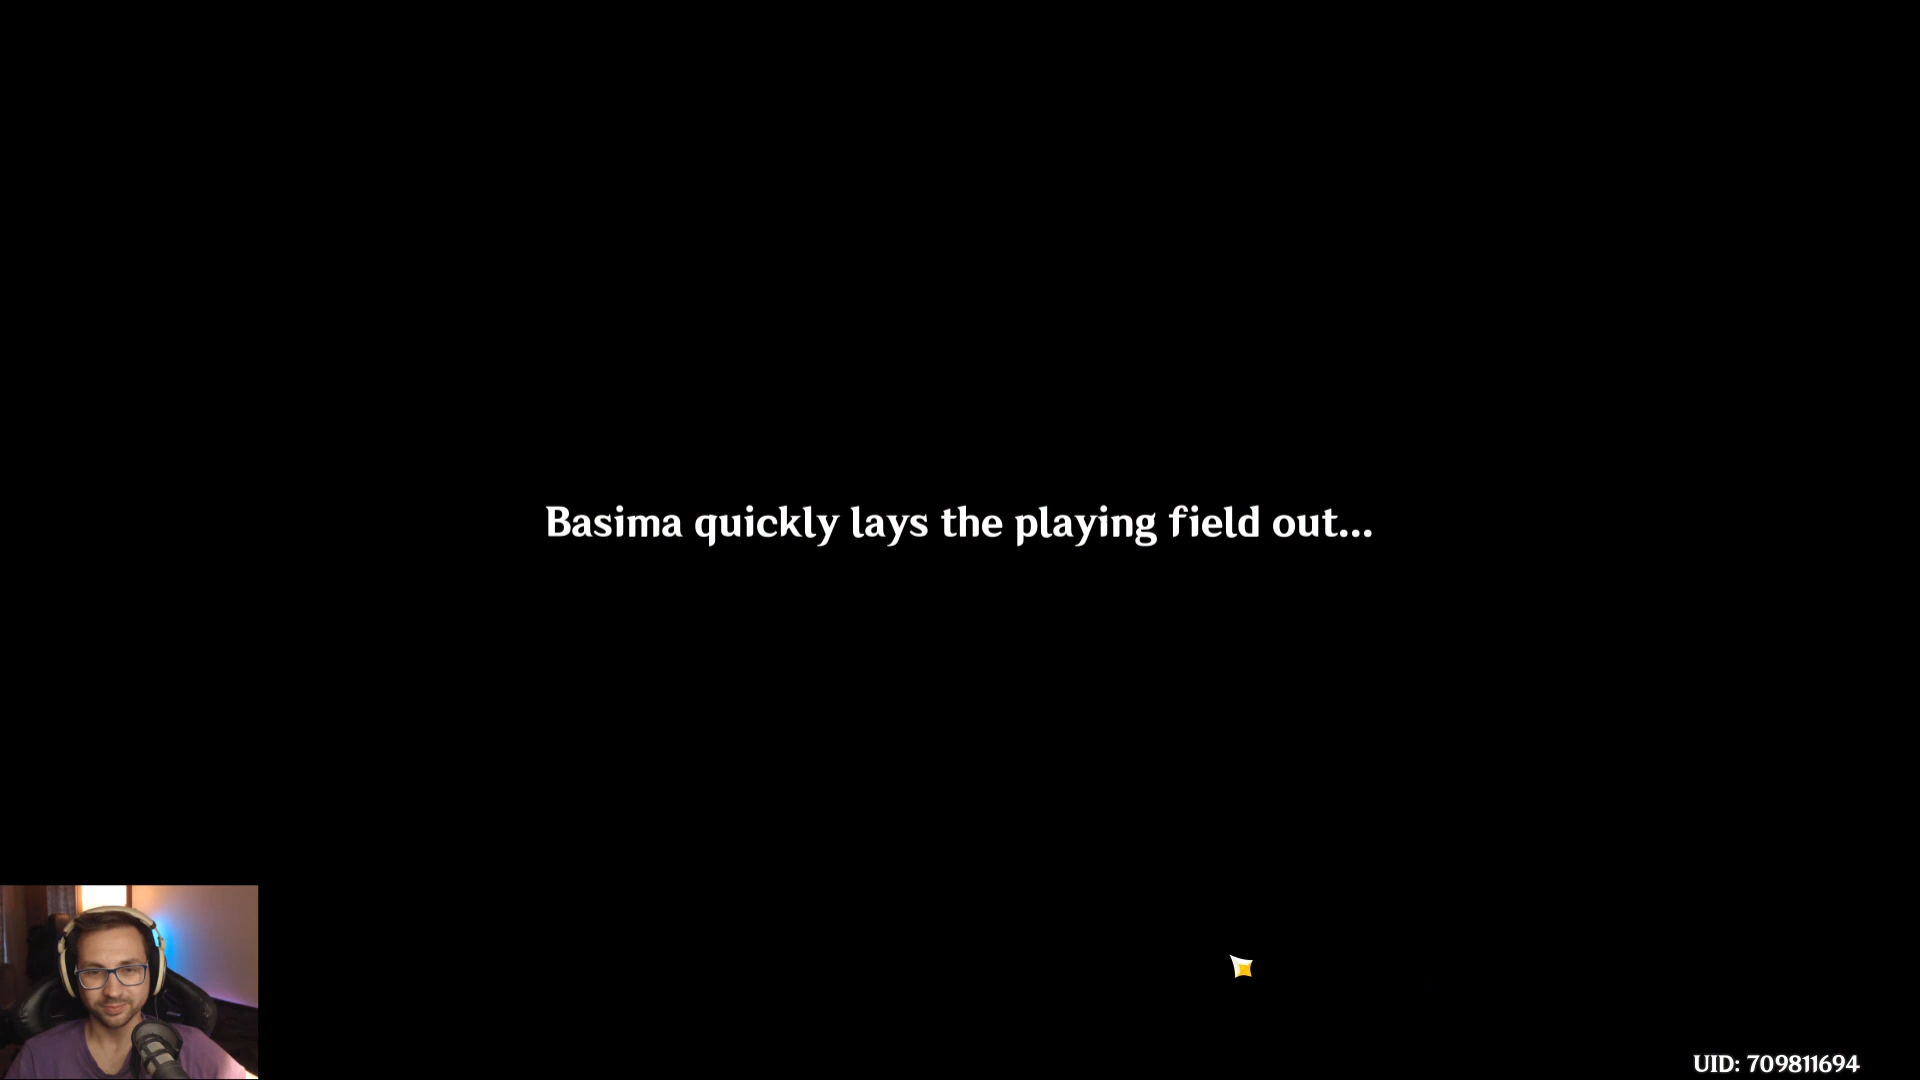 Basima quickly lays the playing field out...
UID: 709811694